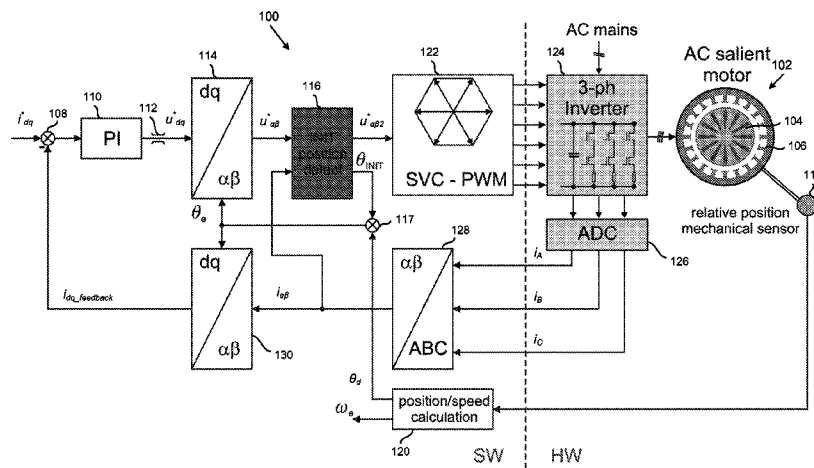 100
AC mains
114
122
124
AC salient
motor
102
i*dq
108
110
PI
112
u*dq
dq
αβ
u*αβ
116
INIT
position
detect
u*αβ2
θINIT
SVC - PWM
3-ph
Inverter
104
106
θe
117
relative position
mechanical sensor
ADC
126
dq
αβ
130
idq_feedback
iαβ
128
αβ
ABC
iA
iB
iC
θd
ωe
position/speed
calculation
120
SW
HW